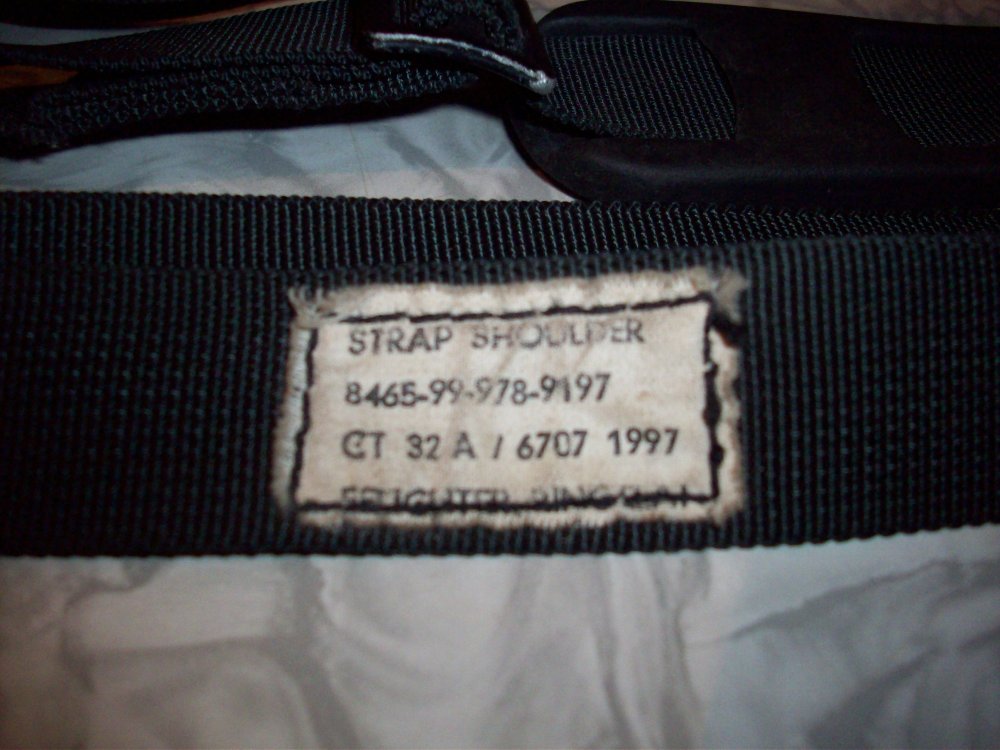 STRAP SHOULDER
8465-99-978-9197
CT 32 A / 6707 1997